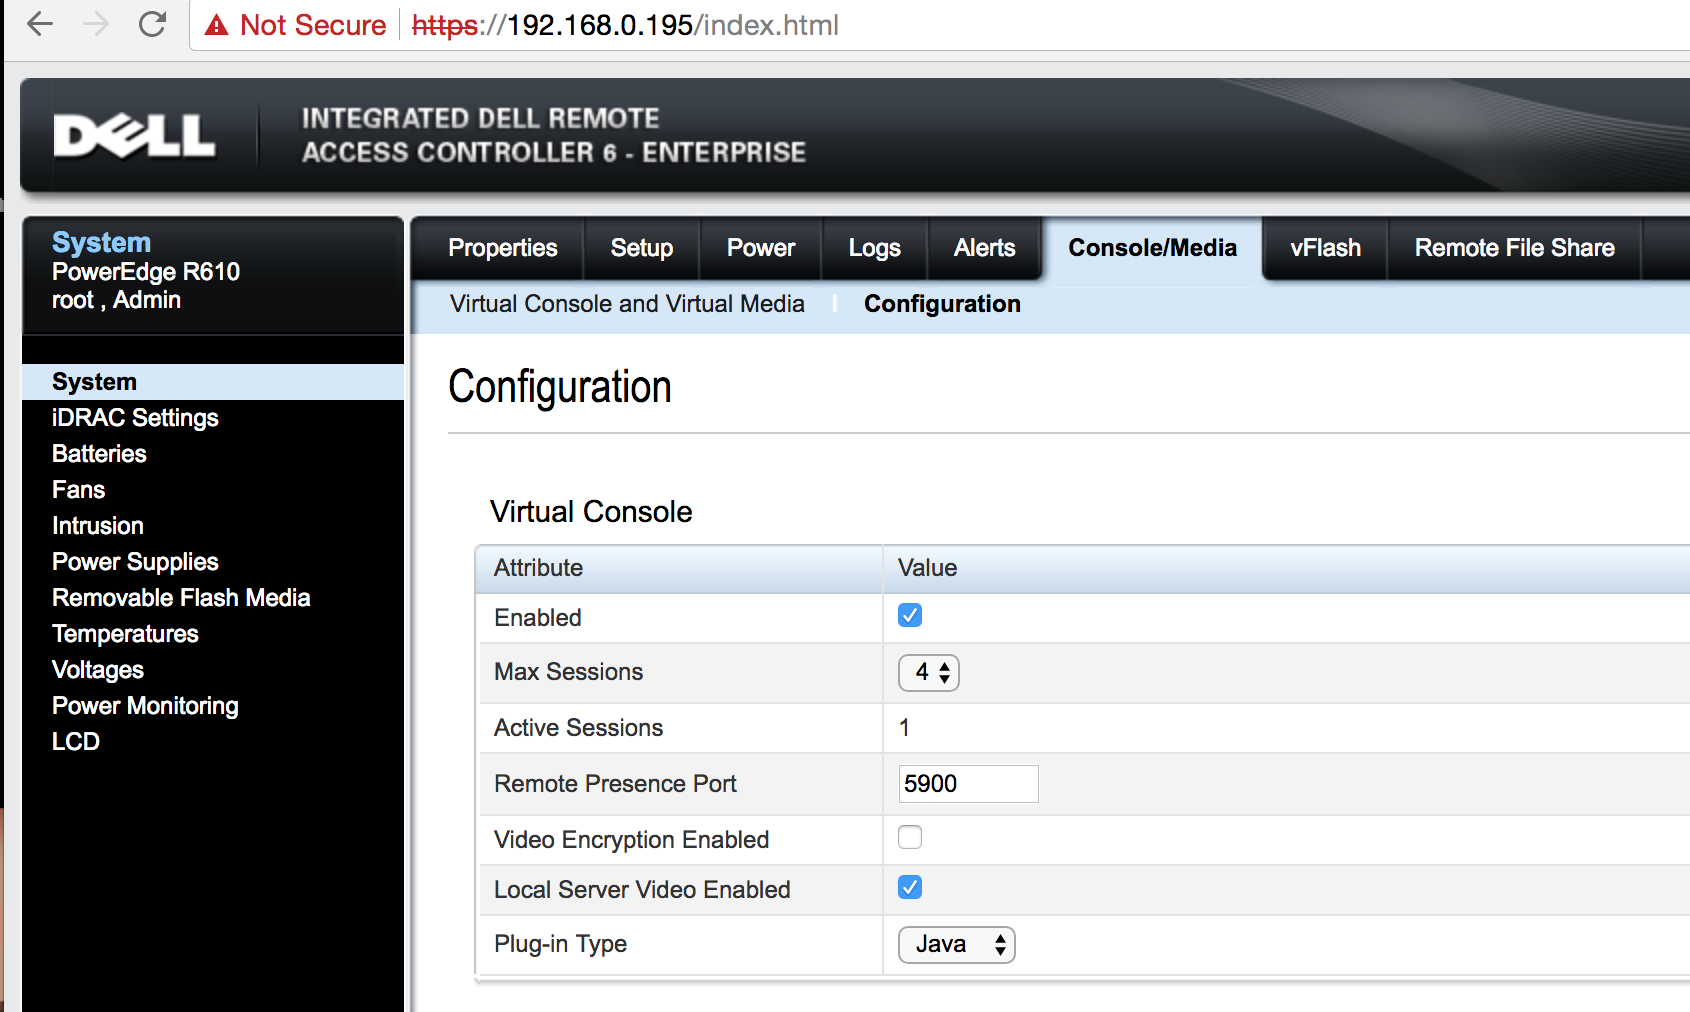 Not Secure https://192.168.0.195/index.html
DELL
INTEGRATED DELL REMOTE
ACCESS CONTROLLER 6 - ENTERPRISE
System
PowerEdge R610
root , Admin
System
iDRAC Settings
Batteries
Fans
Intrusion
Power Supplies
Removable Flash Media
Temperatures
Voltages
Power Monitoring
LCD
Properties Setup Power Logs Alerts Console/Media vFlash Remote File Share
Virtual Console and Virtual Media Configuration
Configuration
Virtual Console
Attribute Value
Enabled
Max Sessions 4
Active Sessions 1
Remote Presence Port 5900
Video Encryption Enabled
Local Server Video Enabled
Plug-in Type Java